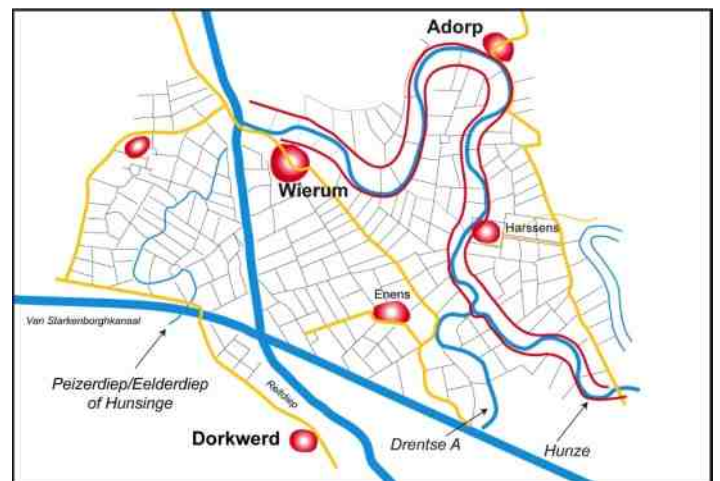 Adorp
Wierum
Harssens
Enens
Van Starkenborghkanaal
Peizerdiep/Eelderdiep
of Hunsinge
Reitdiep
Dorkwerd
Drentse A
Hunze